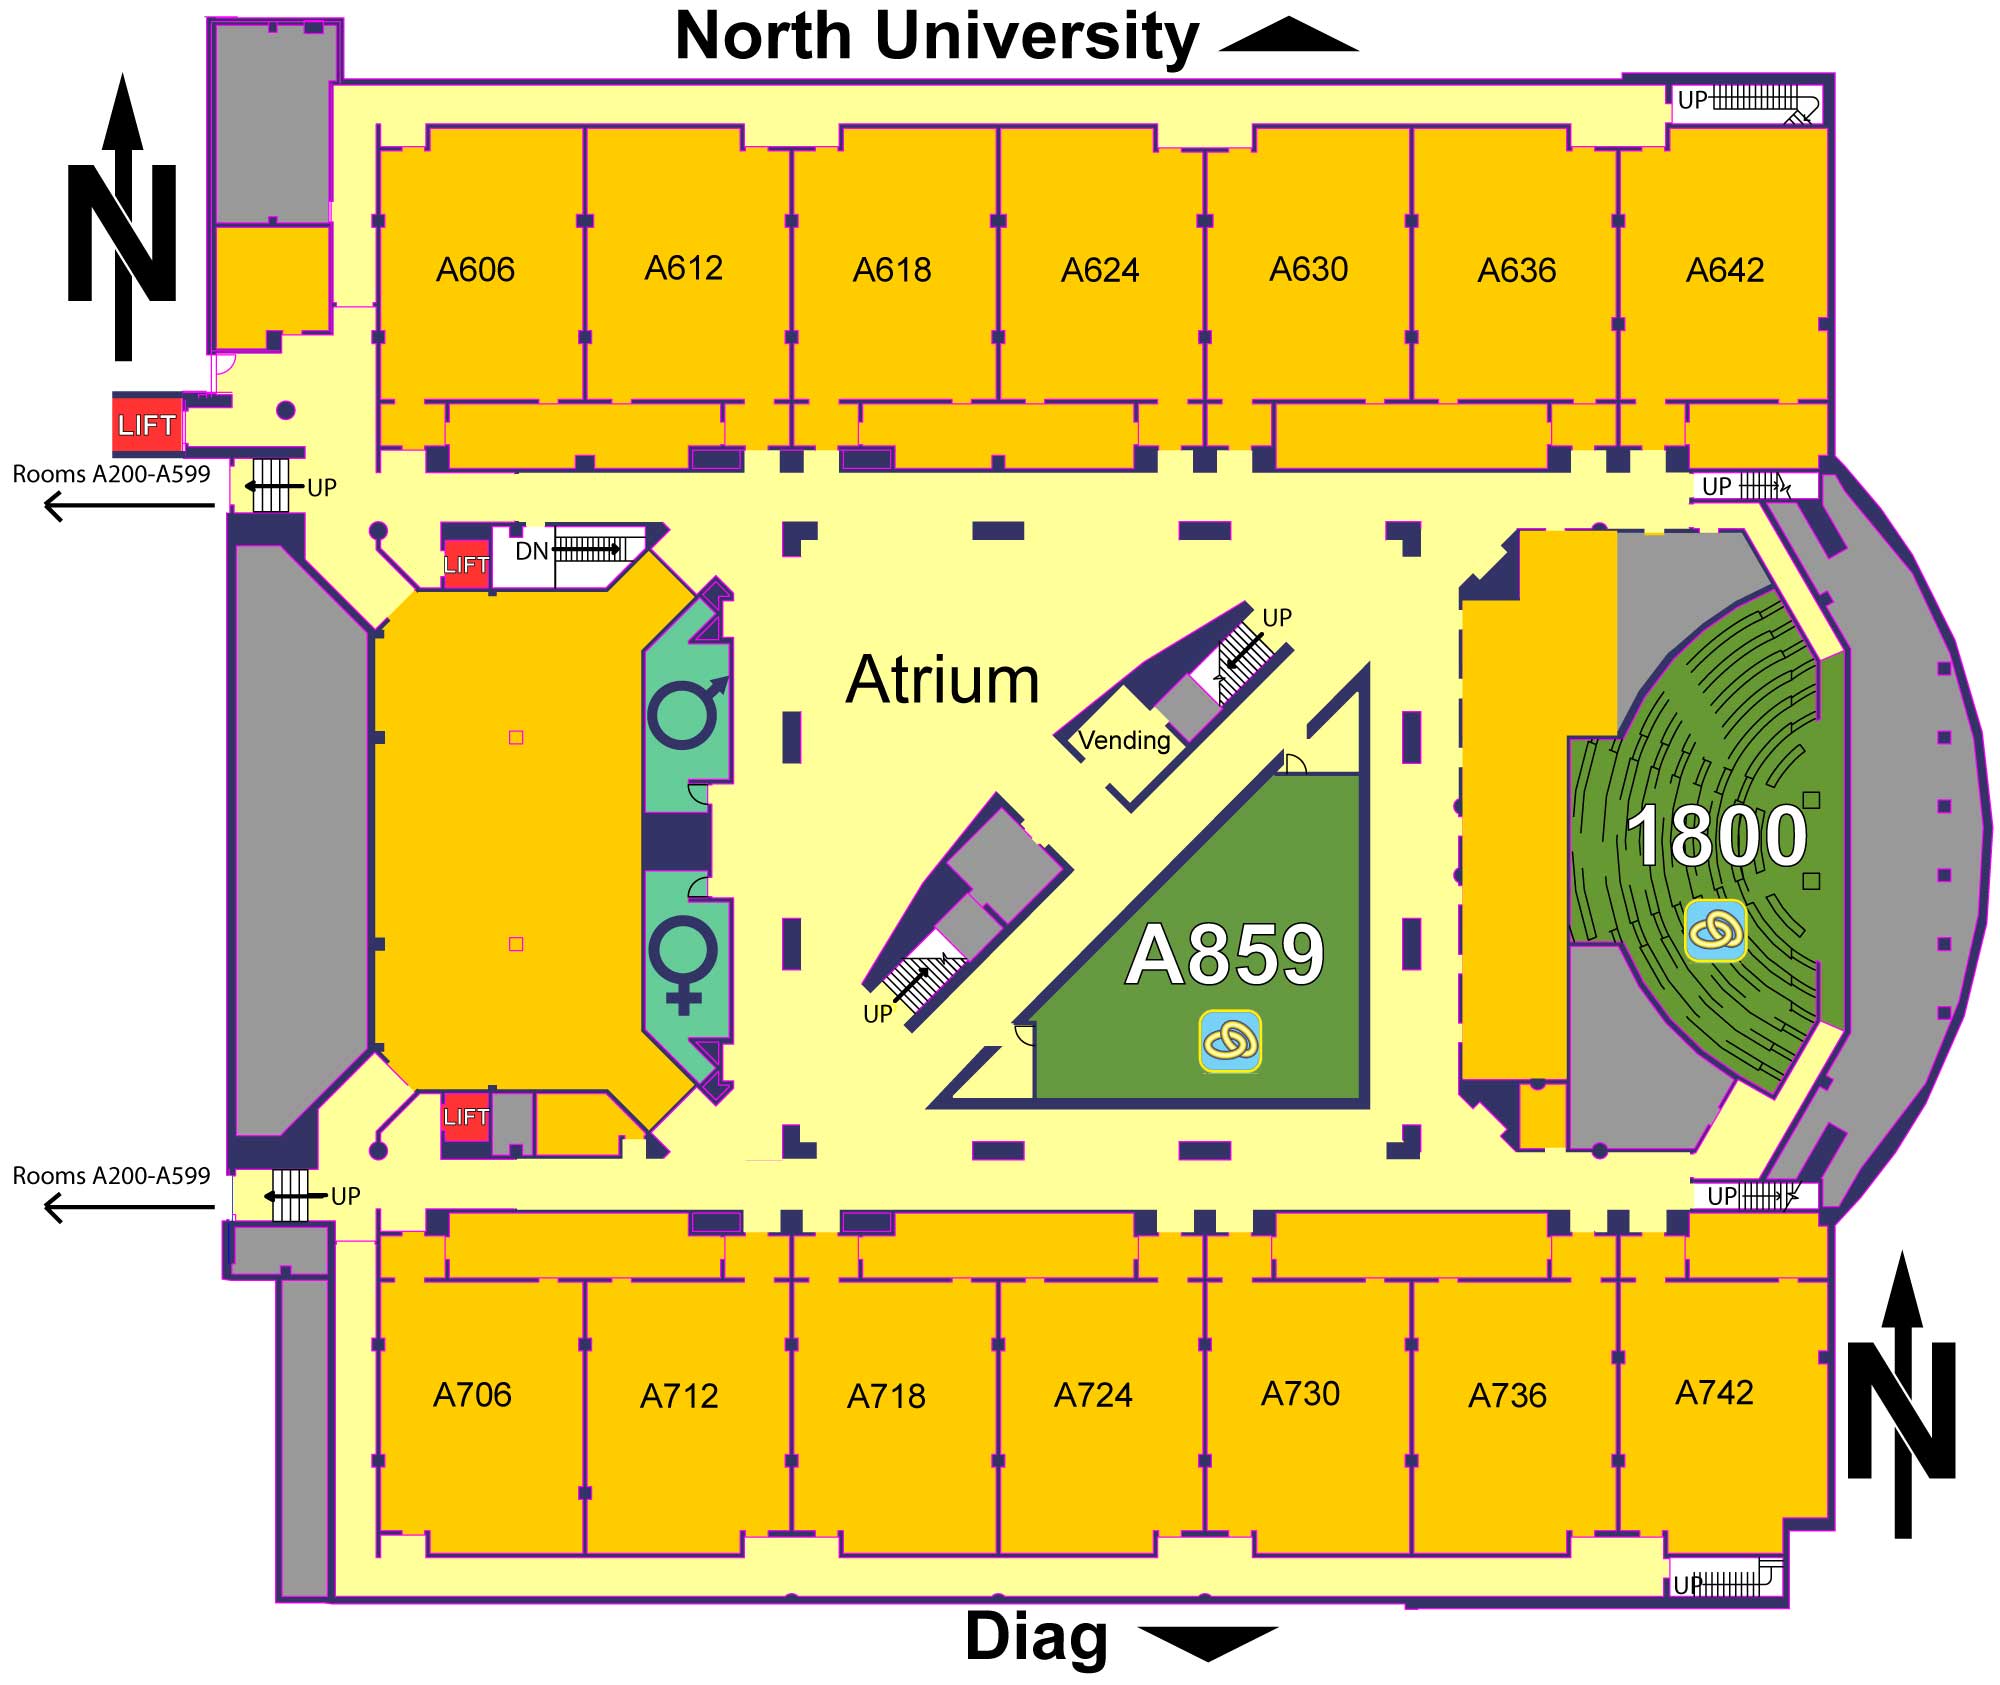 North University
N
UP
A606
A612
A618
A624
A630
A636
A642
LIFT
Rooms A200-A599
UP
UP
DN
LIFT
UP
Atrium
Vending
1800
A859
UP
LIFT
Rooms A200-A599
UP
UP
A706
A712
A718
A724
A730
A736
A742
N
UP
Diag